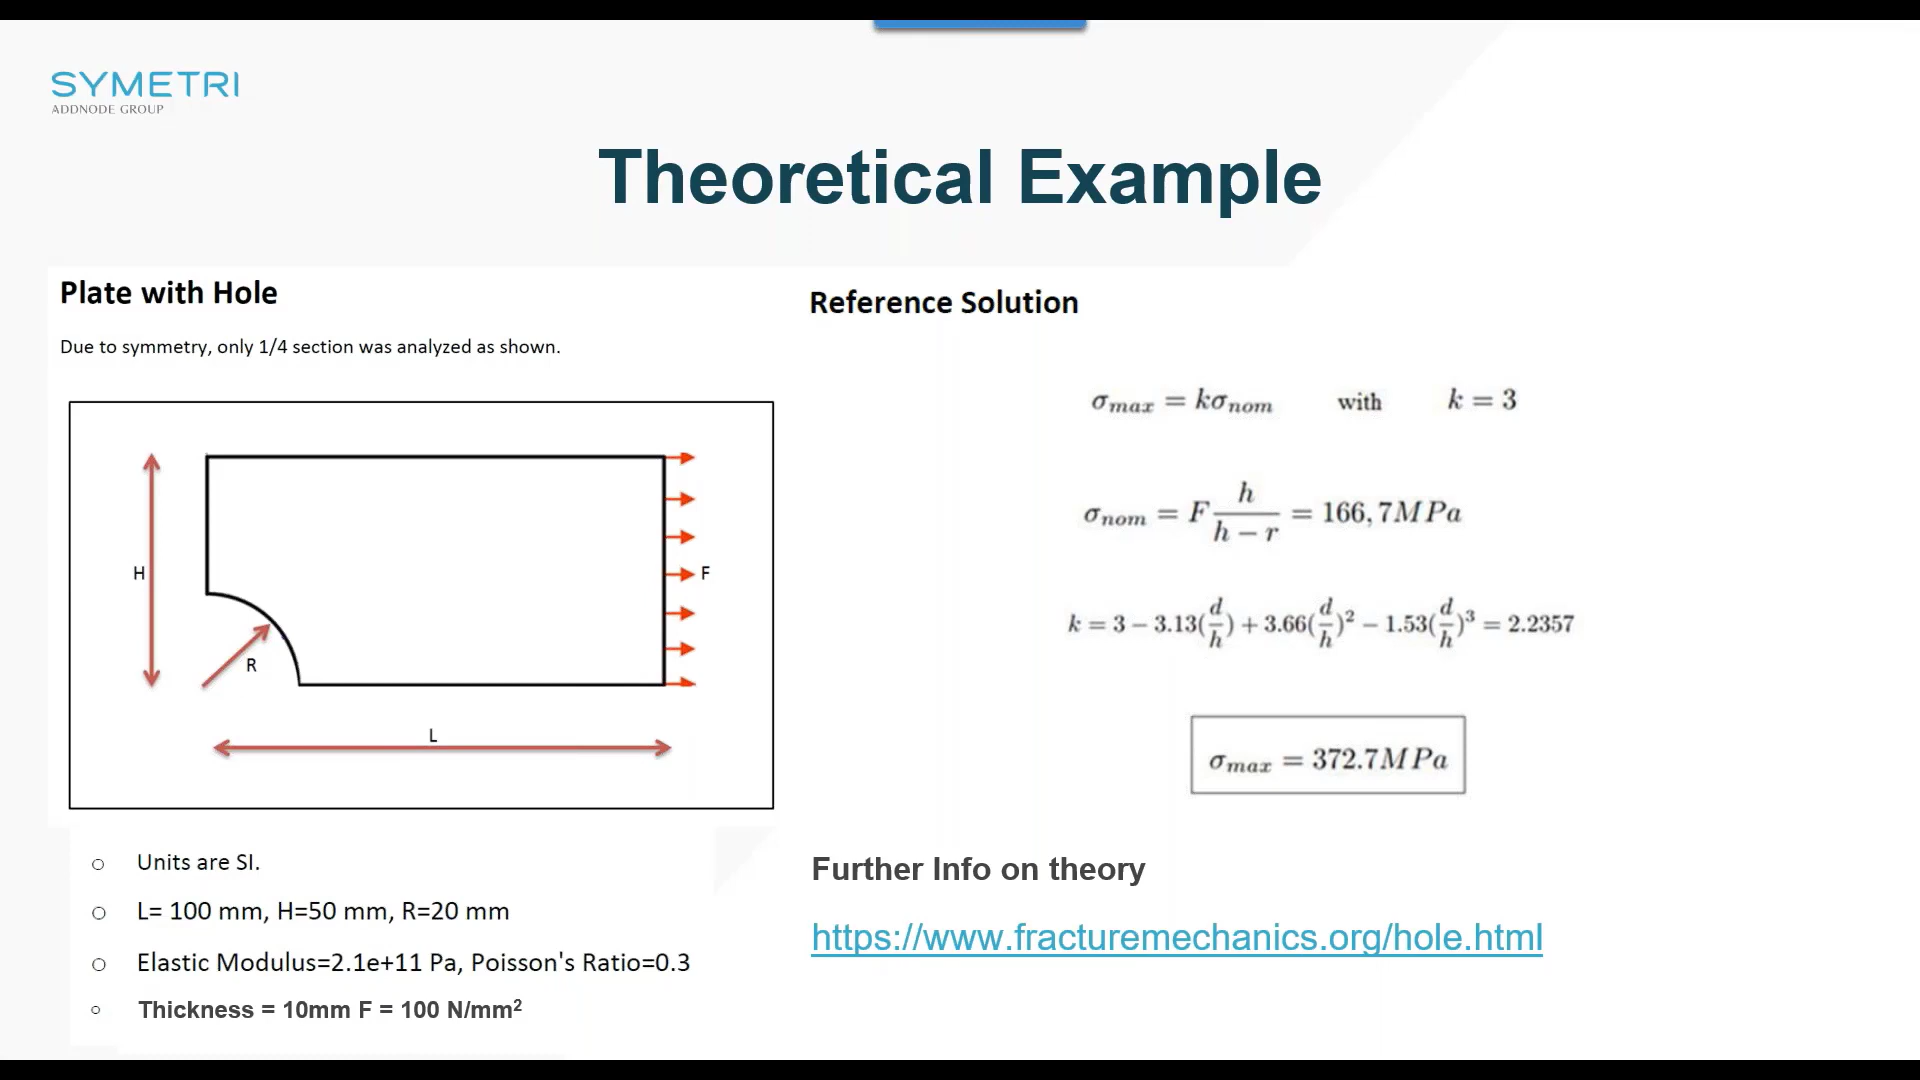 SYMETRI
ADDNODE GROUP
Theoretical Example
Plate with Hole
Due to symmetry, only 1/4 section was analyzed as shown.
H
R
L
F
Units are SI.
L= 100 mm, H=50 mm, R=20 mm
Elastic Modulus=2.1e+11 Pa, Poisson's Ratio=0.3
Thickness = 10mm F = 100 N/mm²
Reference Solution
σmax = kσnom with k = 3
σnom = F h/(h − r) = 166,7MPa
k = 3 − 3.13(d/h) + 3.66(d/h)² − 1.53(d/h)³ = 2.2357
σmax = 372.7MPa
Further Info on theory
https://www.fracturemechanics.org/hole.html